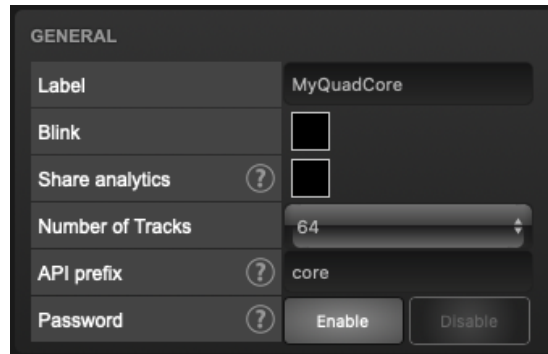 GENERAL
Label MyQuadCore
Blink
Share analytics ?
Number of Tracks 64
API prefix ? core
Password ? Enable Disable